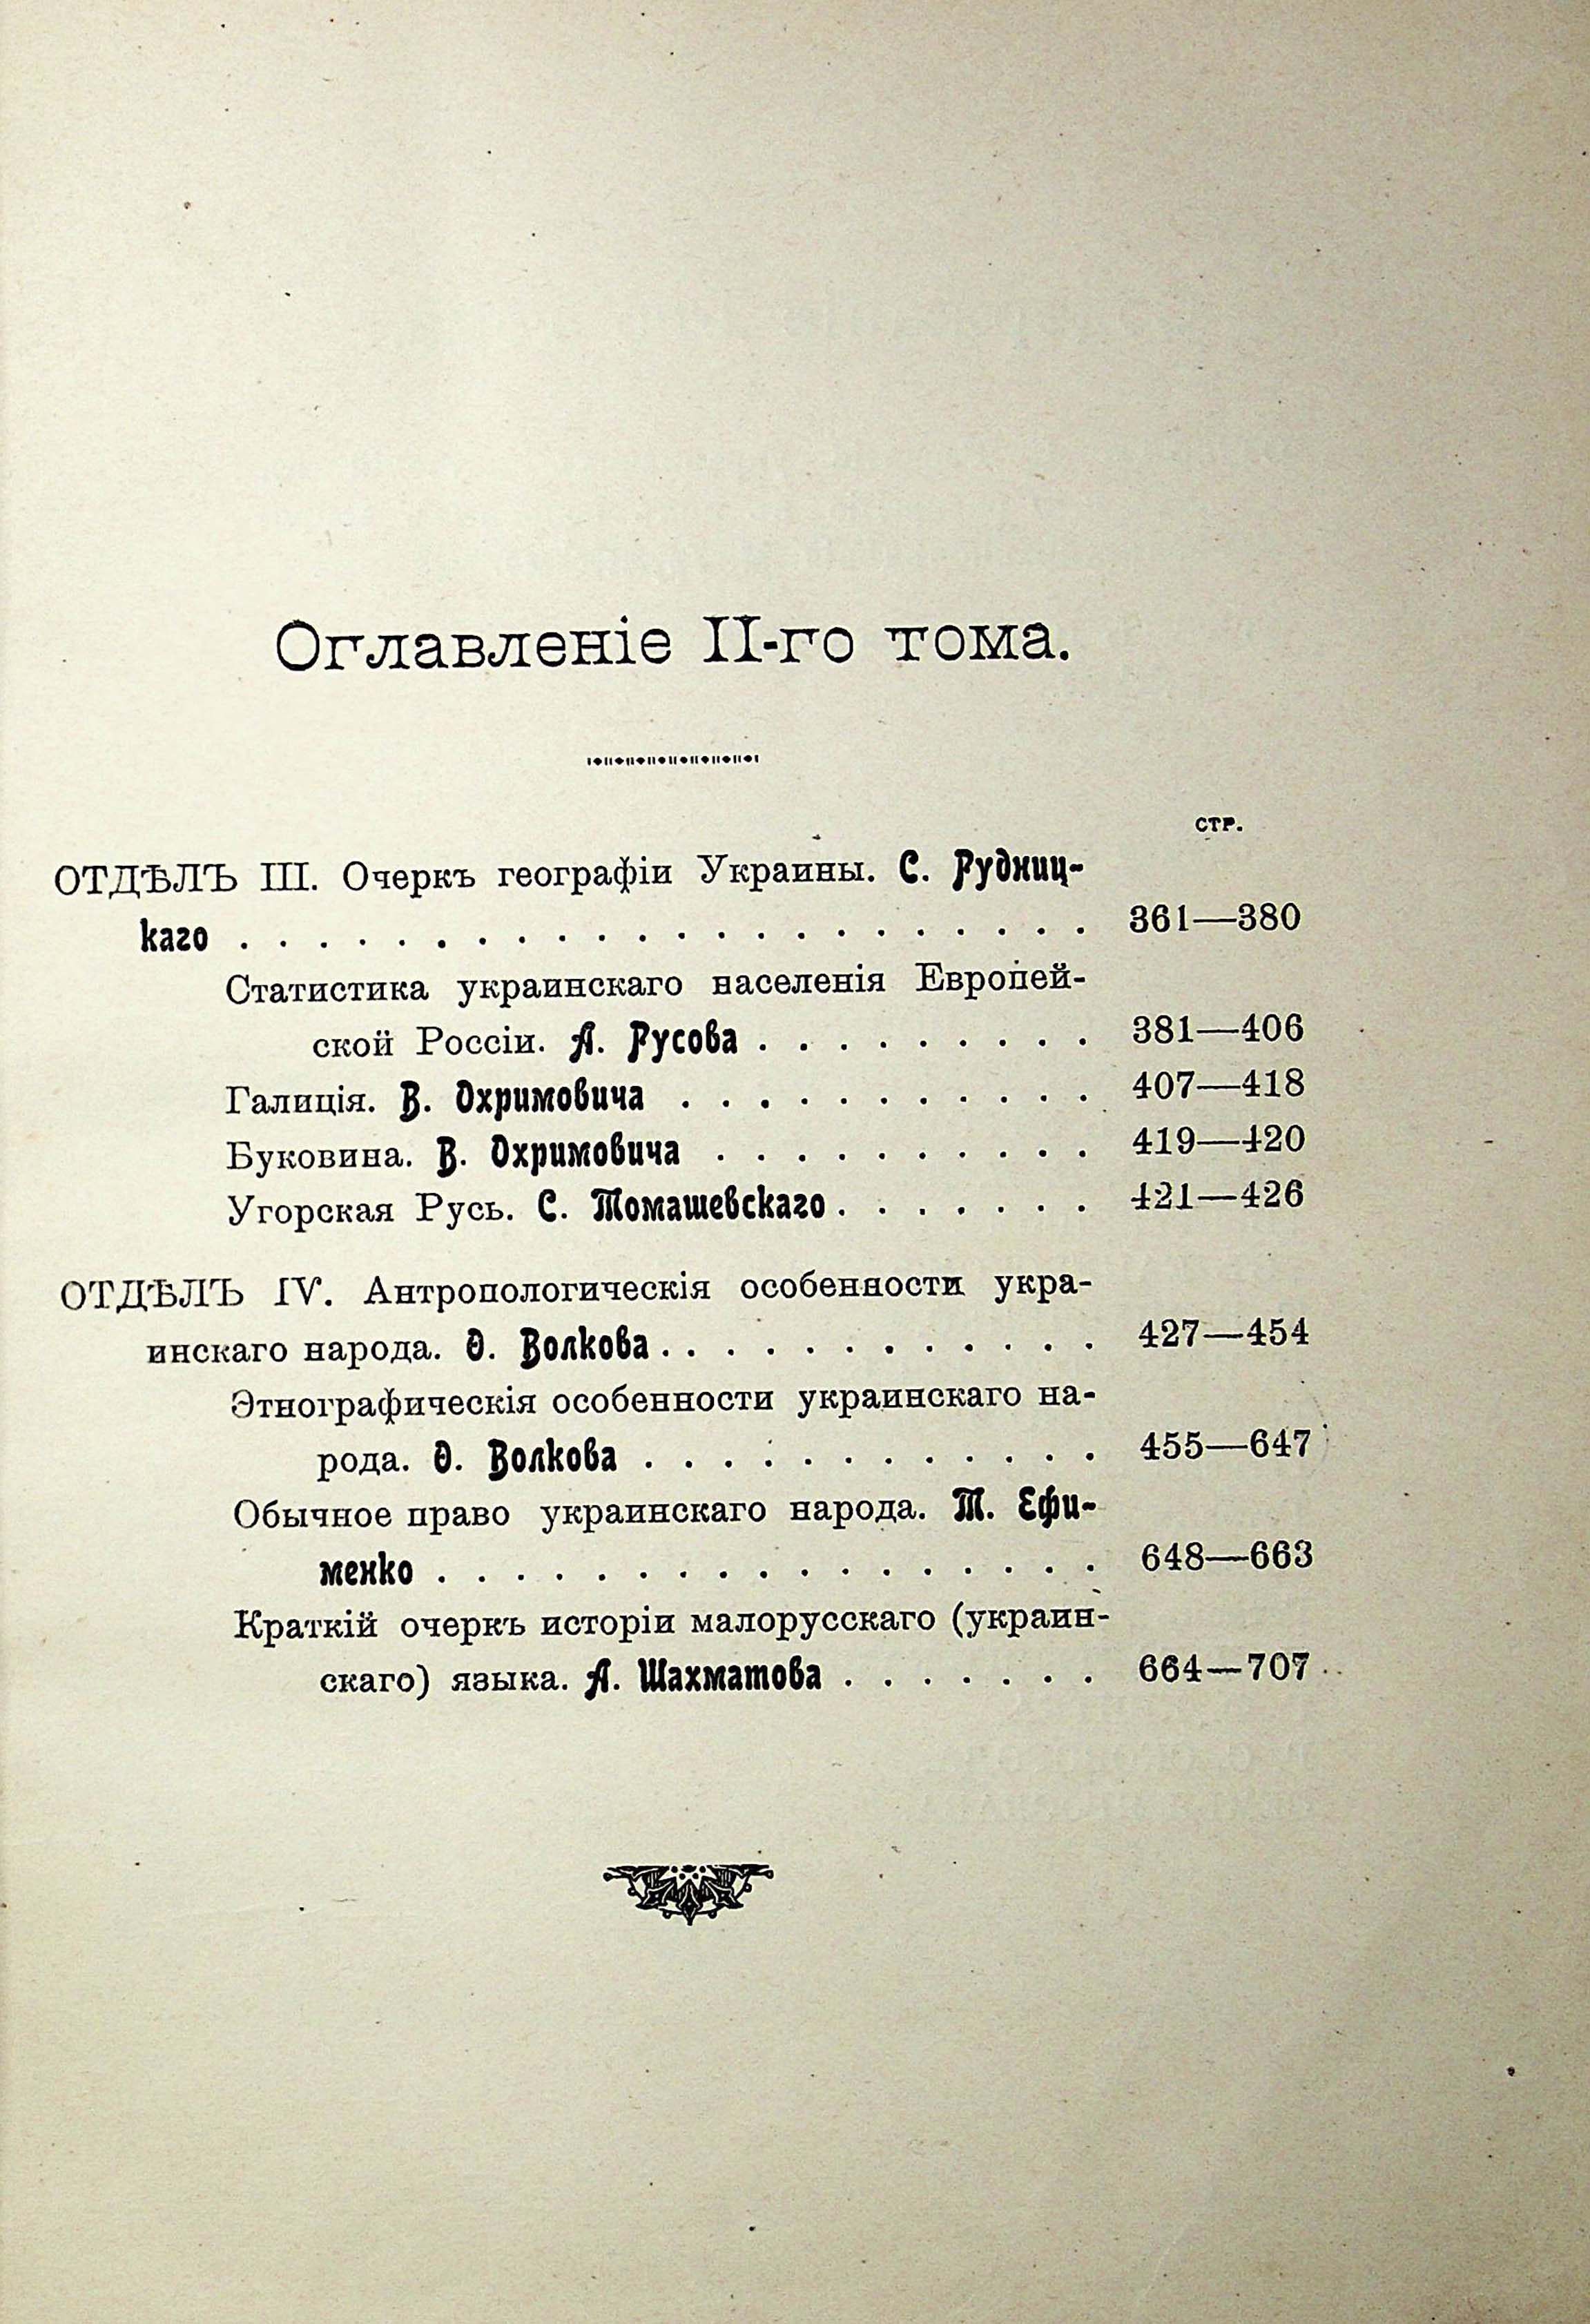 Оглавленіе II-го тома.
стр.
ОТДѢЛЪ III. Очеркъ географіи Украины. С. Рудниц-
каго . . . . . . . . . . . . . . . . . . . . . . 361—380
Статистика украинскаго населенія Европей-
ской Россіи. А. Русова . . . . . . . . . 381—406
Галиція. В. Охримовича . . . . . . . . . . . 407—418
Буковина. В. Охримовича . . . . . . . . . . 419—420
Угорская Русь. С. Томашевскаго . . . . . . . 421—426
ОТДѢЛЪ IV. Антропологическія особенности укра-
инскаго народа. Ѳ. Волкова . . . . . . . . . . . . 427—454
Этнографическія особенности украинскаго на-
рода. Ѳ. Волкова . . . . . . . . . . . . 455—647
Обычное право украинскаго народа. Т. Ефи-
менко . . . . . . . . . . . . . . . . . 648—663
Краткій очеркъ исторіи малорусскаго (украин-
скаго) языка. А. Шахматова . . . . . . . 664—707